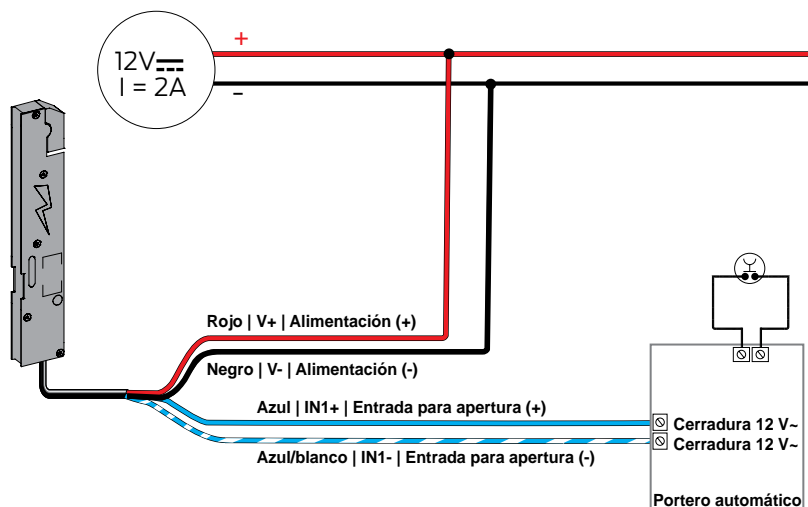 +
12V
I = 2A
-
Rojo | V+ | Alimentación (+)
Negro | V- | Alimentación (-)
Azul | IN1+ | Entrada para apertura (+)
Azul/blanco | IN1- | Entrada para apertura (-)
Cerradura 12 V~
Cerradura 12 V~
Portero automático